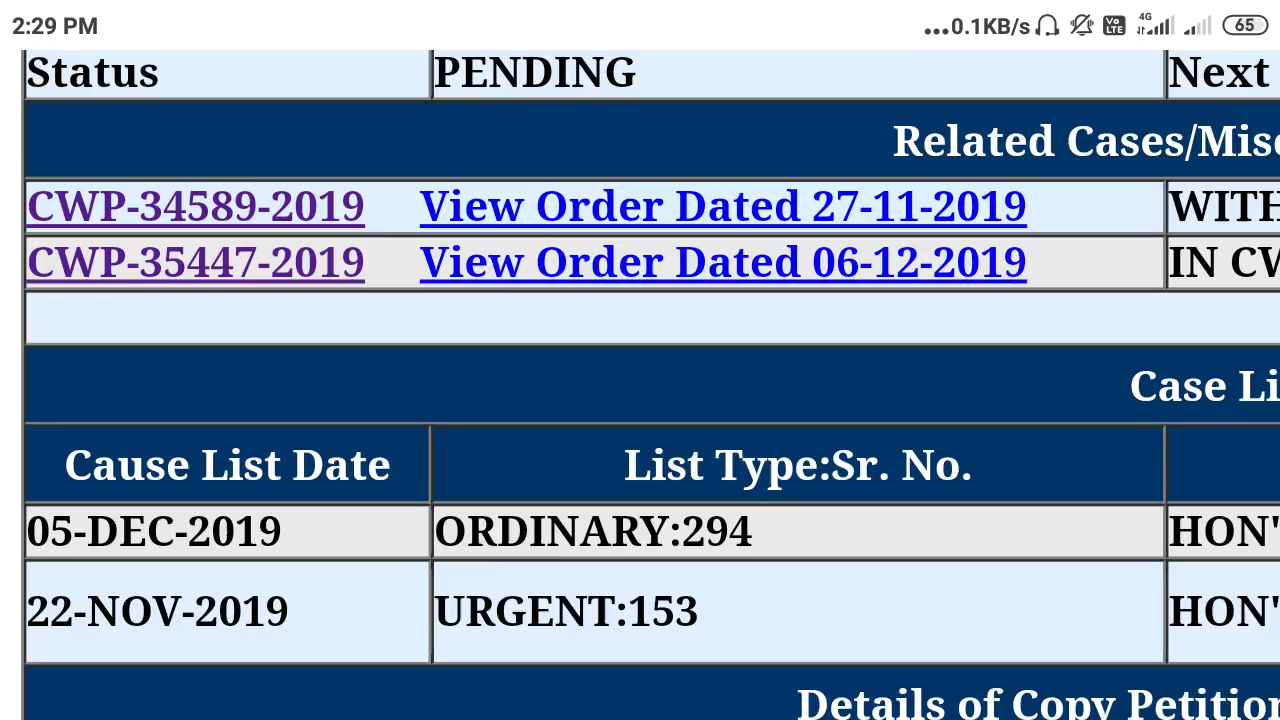 2:29 PM ...0.1KB/s Vo LTE 4G 65
Status PENDING Next
Related Cases/Misc
CWP-34589-2019 View Order Dated 27-11-2019 WITH
CWP-35447-2019 View Order Dated 06-12-2019 IN CW
Case Li
Cause List Date List Type:Sr. No.
05-DEC-2019 ORDINARY:294 HON'
22-NOV-2019 URGENT:153 HON'
Details of Copy Petition